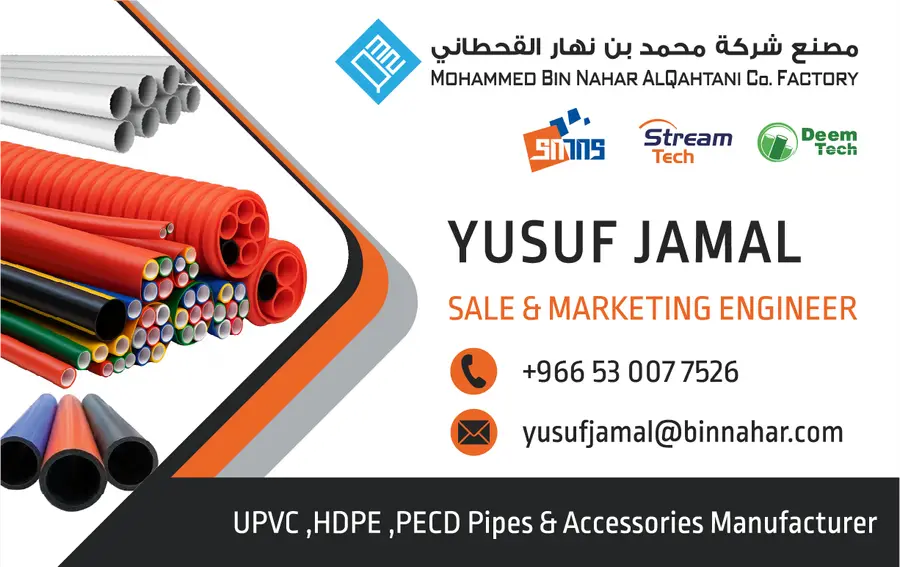 مصنع شركة محمد بن نهار القحطاني
MOHAMMED BIN NAHAR ALQAHTANI CO. FACTORY
Stream
Tech
Deem
Tech
YUSUF JAMAL
SALE & MARKETING ENGINEER
+966 53 007 7526
yusufjamal@binnahar.com
UPVC ,HDPE ,PECD Pipes & Accessories Manufacturer